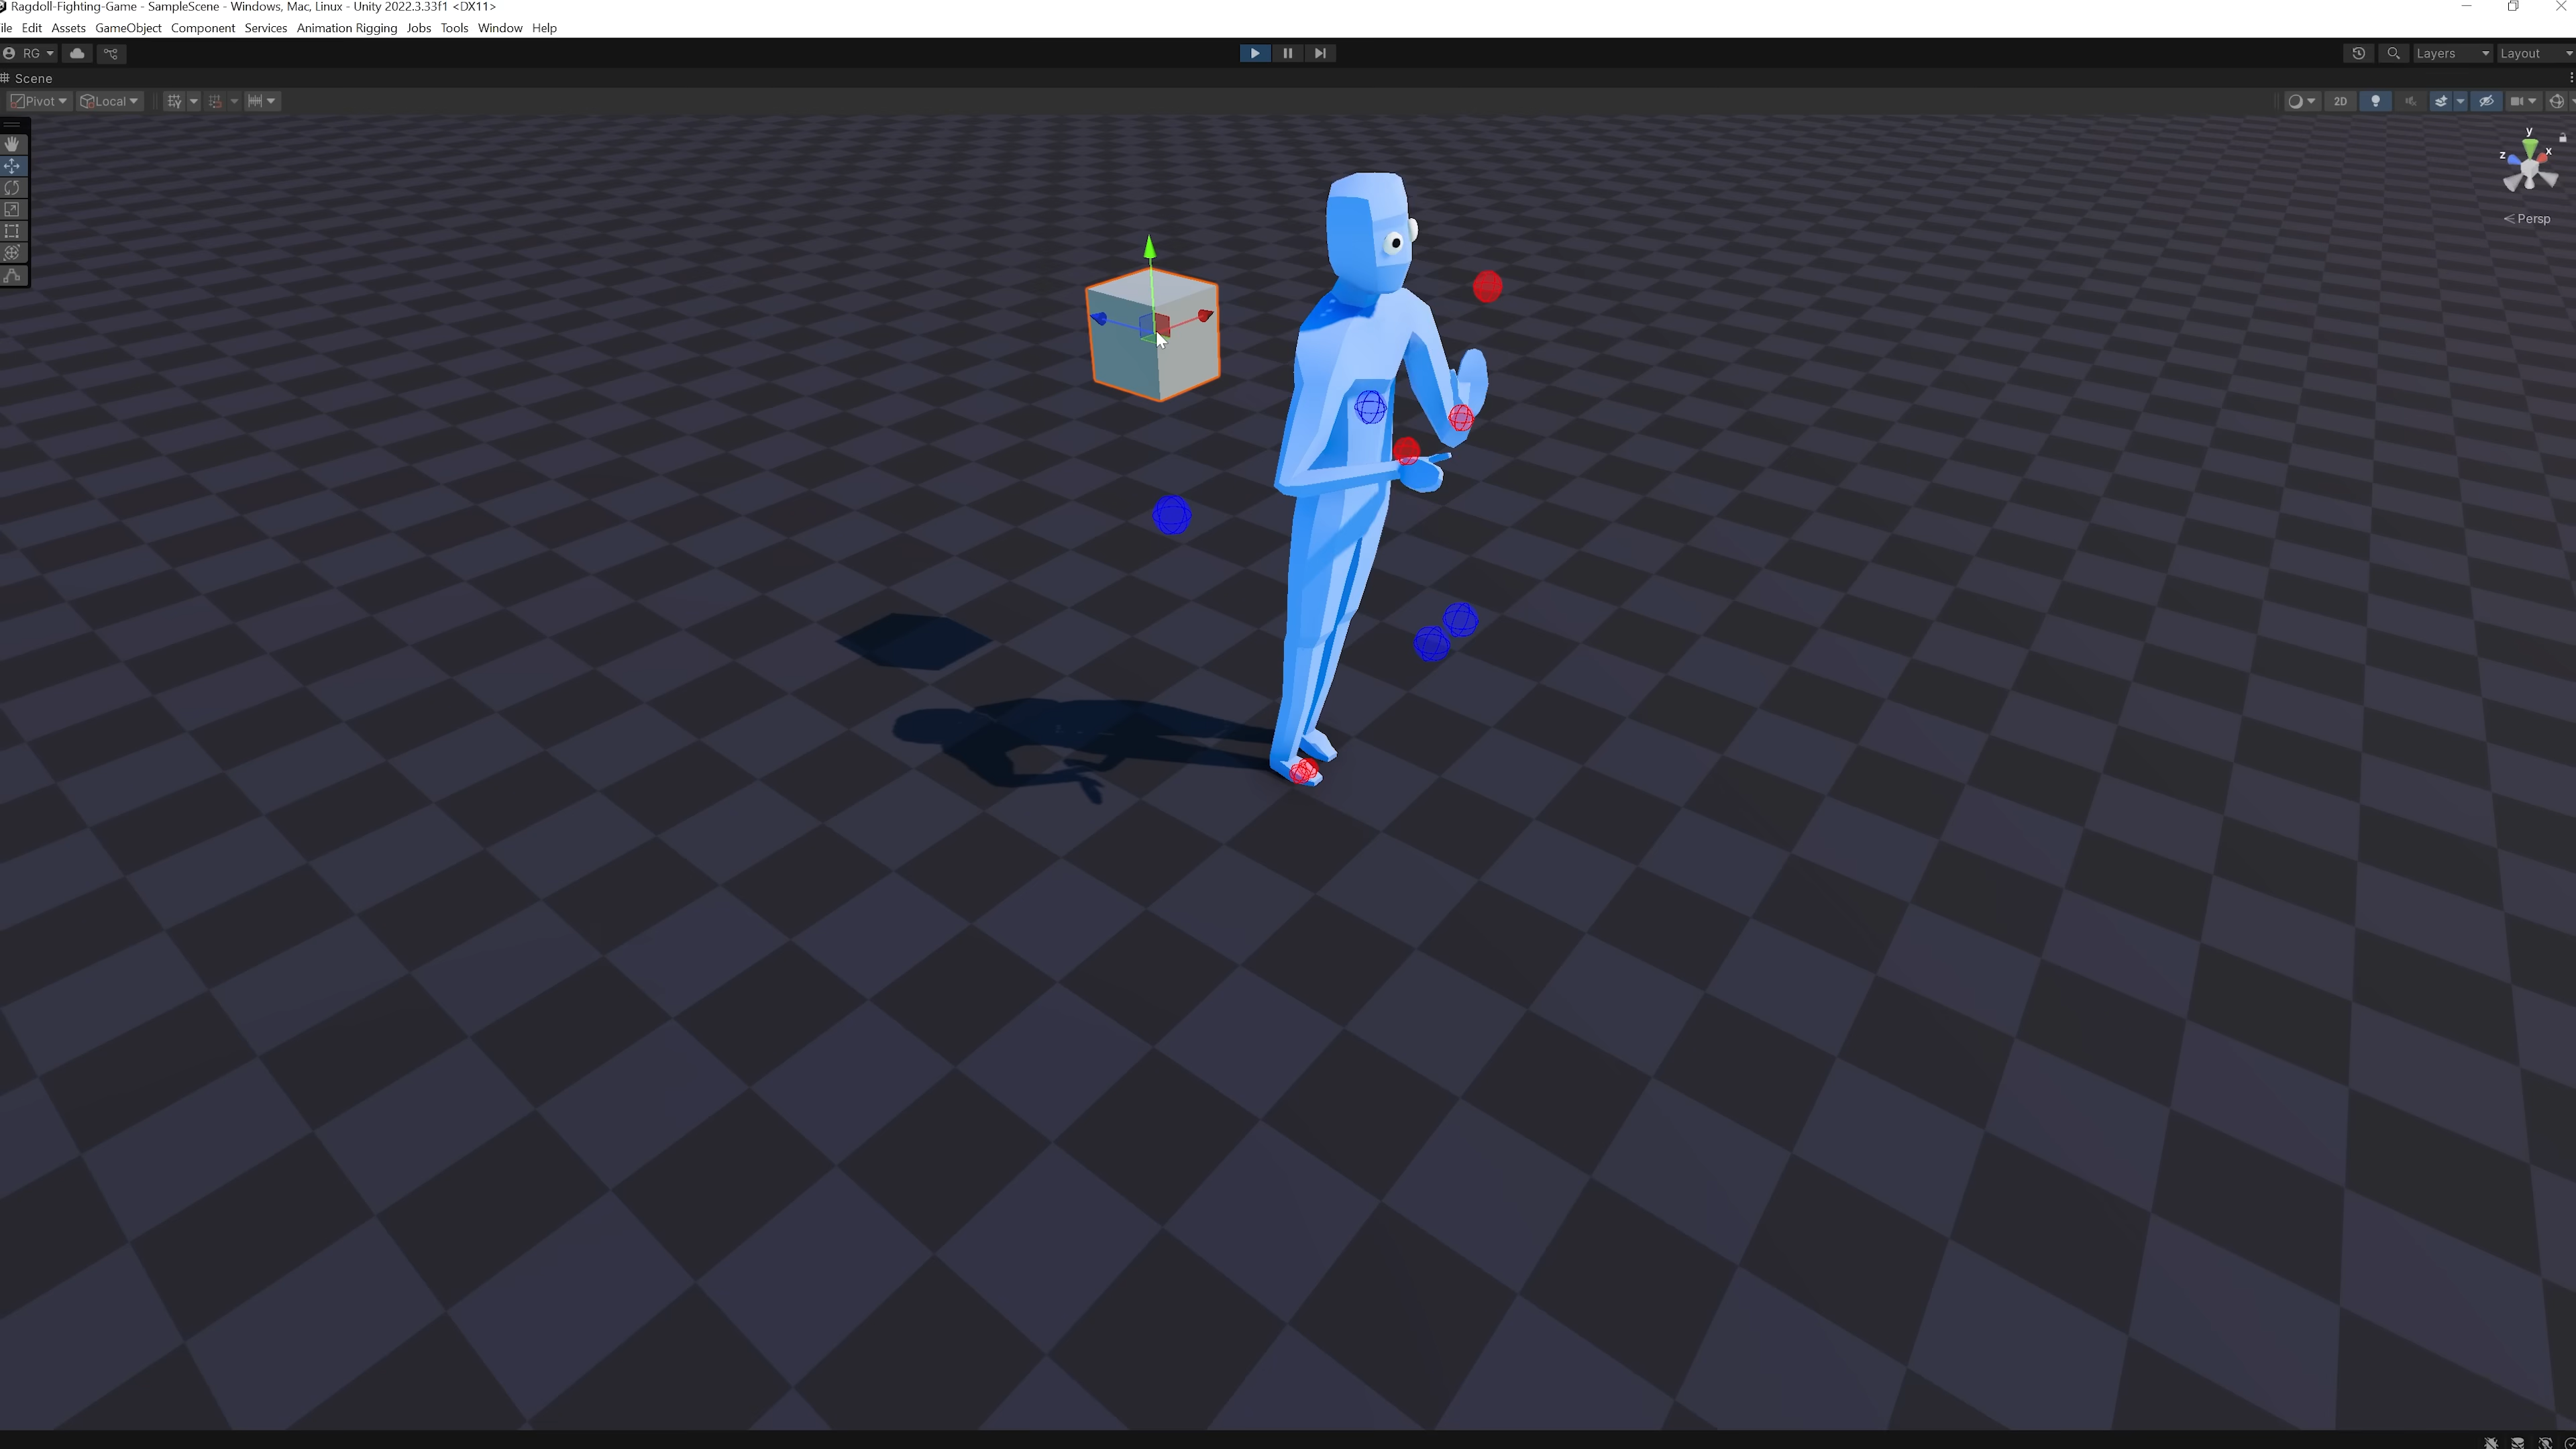 Ragdoll-Fighting-Game - SampleScene - Windows, Mac, Linux - Unity 2022.3.33f1 <DX11>
ile Edit Assets GameObject Component Services Animation Rigging Jobs Tools Window Help
RG Layers Layout
Scene
Pivot Local 2D
y
z x
< Persp